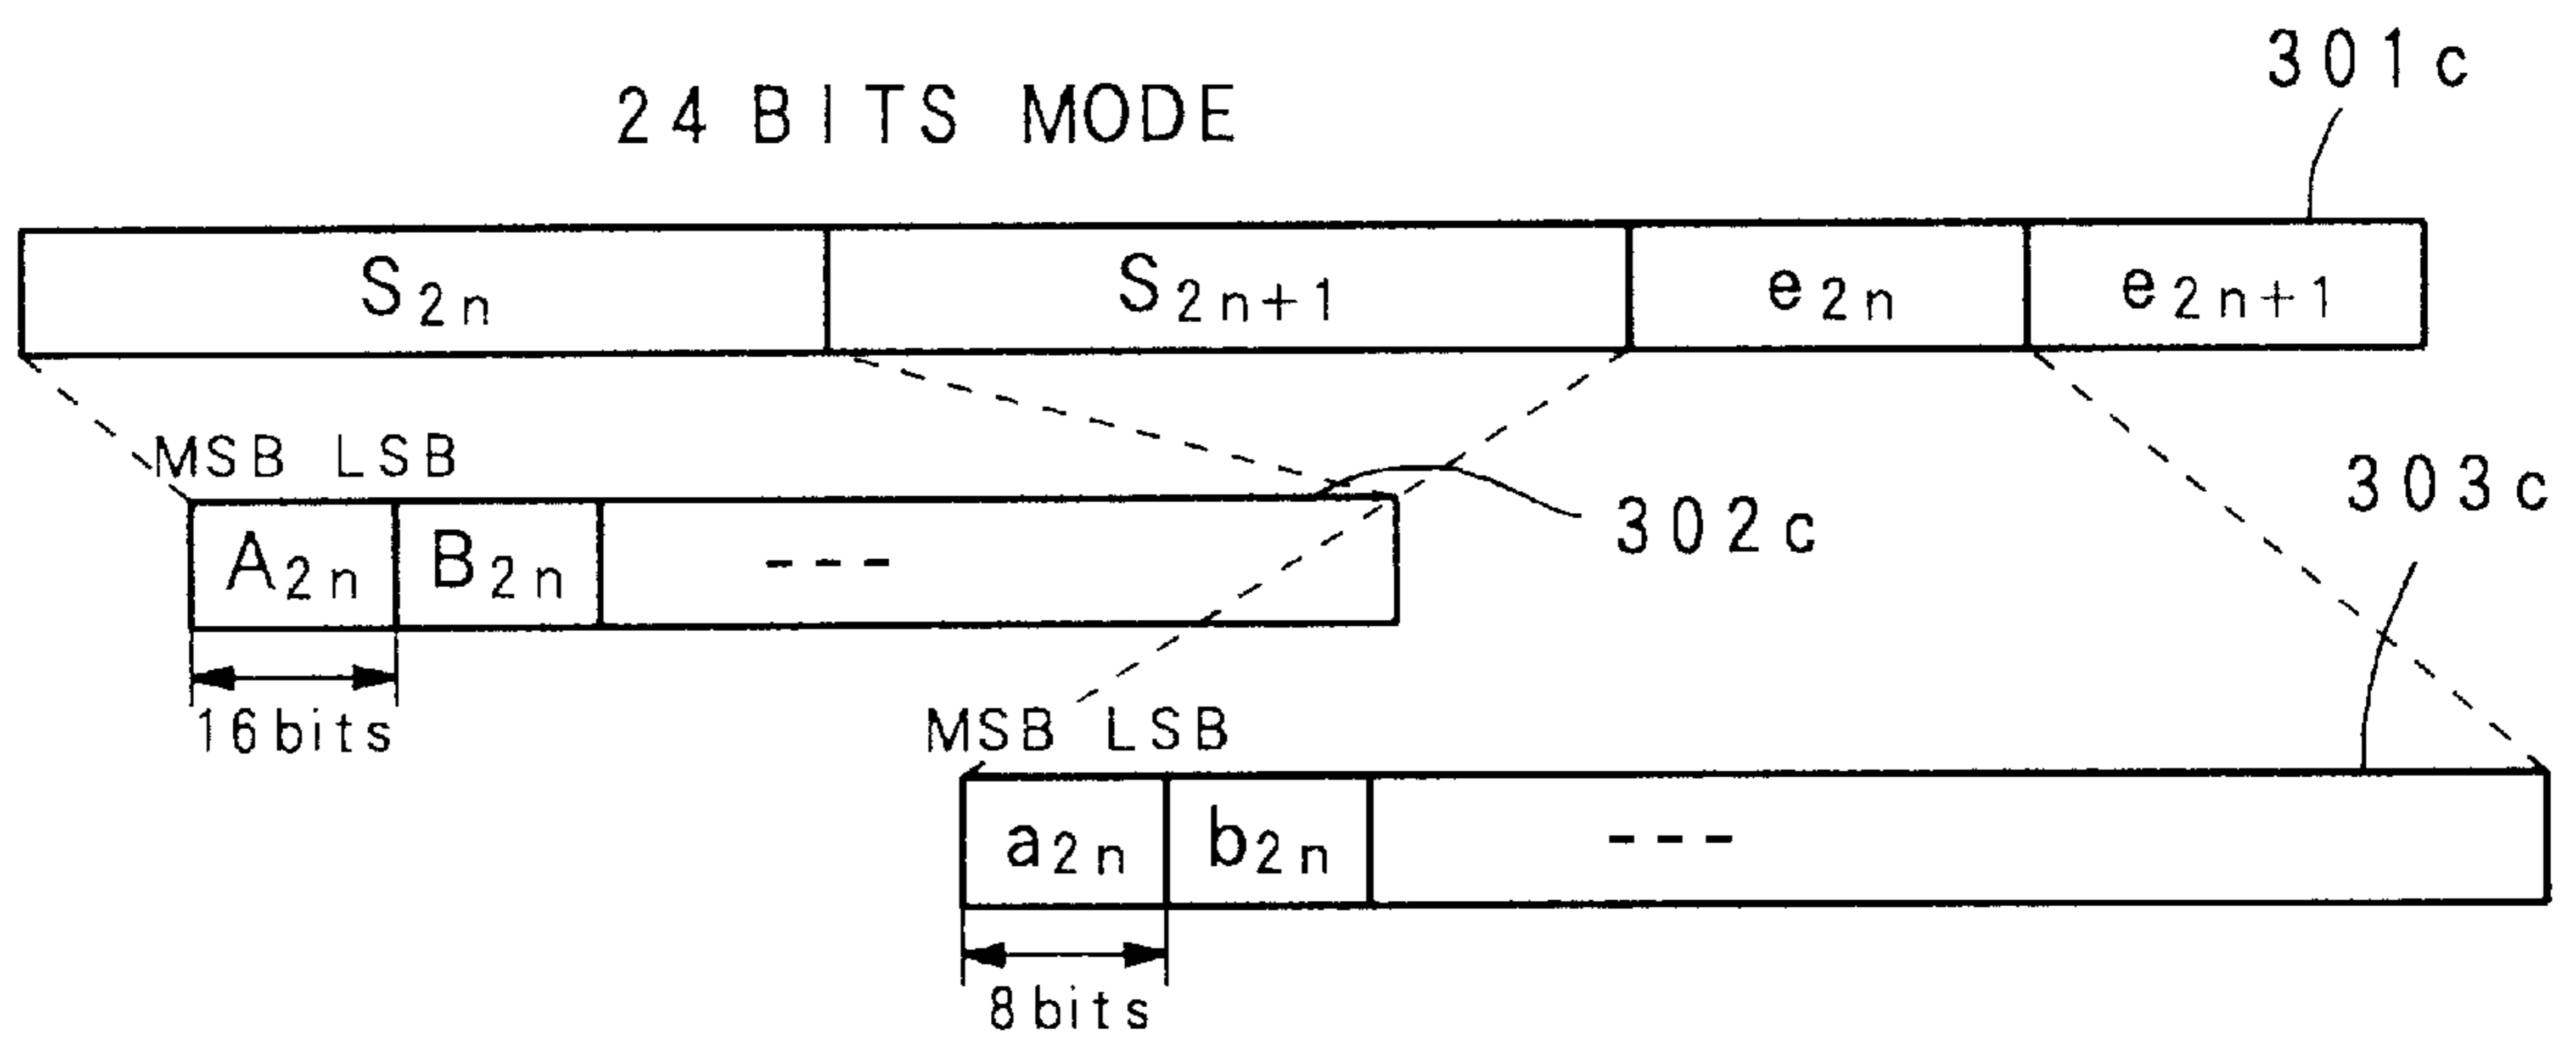 301c
24 BITS MODE
S2n S2n+1 e2n e2n+1
MSB LSB
303c
302c
A2n B2n ---
16bits
MSB LSB
a2n b2n ---
8bits